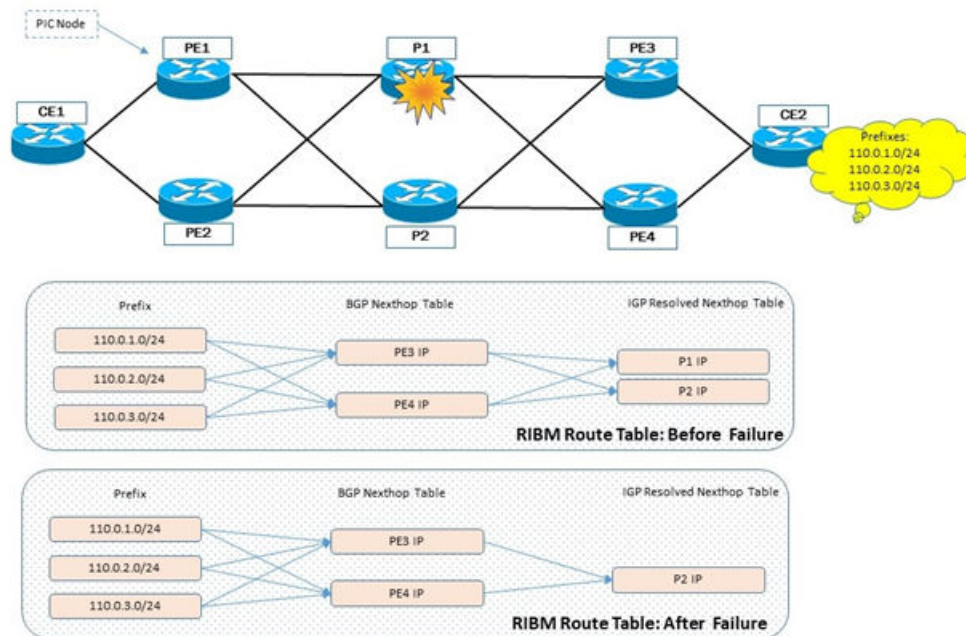 PIC Node
PE1
P1
PE3
CE1
CE2
Prefixes:
110.0.1.0/24
110.0.2.0/24
110.0.3.0/24
PE2
P2
PE4
Prefix
BGP Nexthop Table
IGP Resolved Nexthop Table
110.0.1.0/24
PE3 IP
P1 IP
110.0.2.0/24
P2 IP
PE4 IP
110.0.3.0/24
RIBM Route Table: Before Failure
Prefix
BGP Nexthop Table
IGP Resolved Nexthop Table
110.0.1.0/24
PE3 IP
110.0.2.0/24
P2 IP
PE4 IP
110.0.3.0/24
RIBM Route Table: After Failure